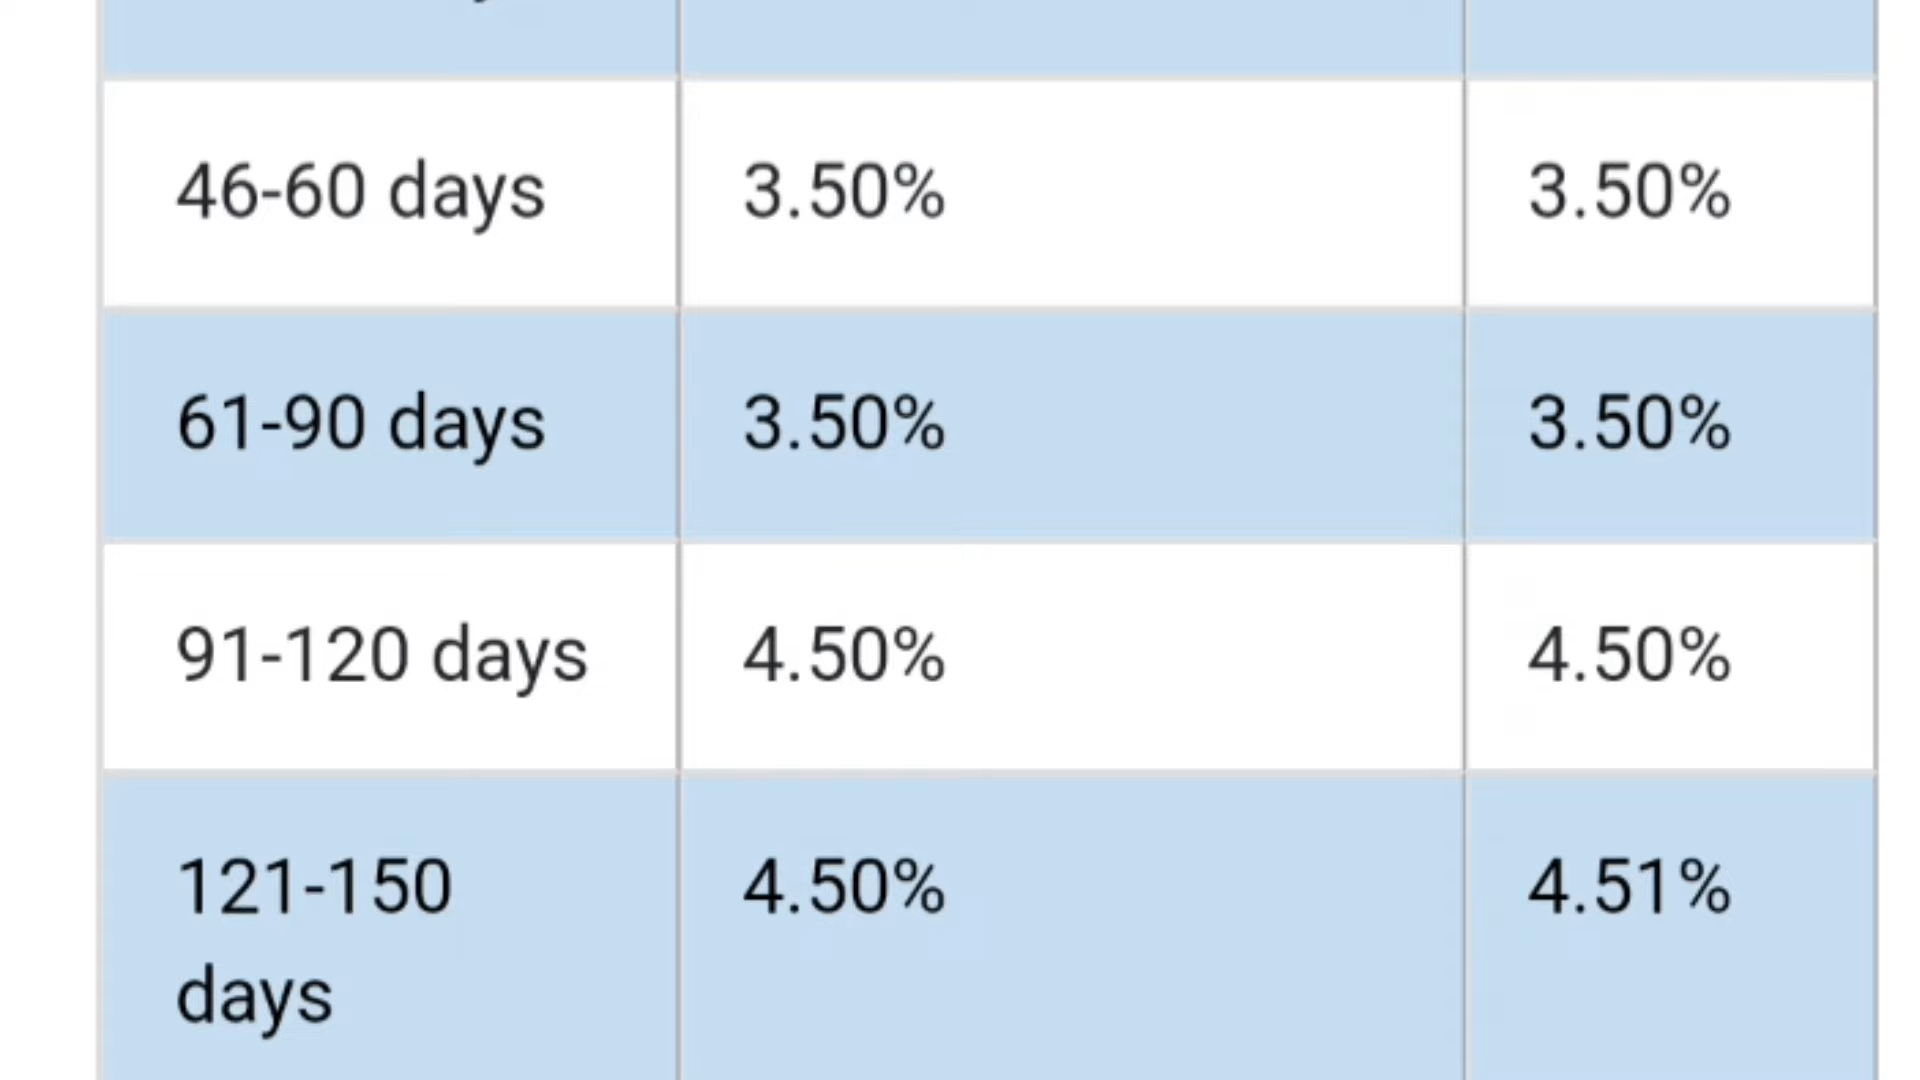 46-60 days 3.50% 3.50%
61-90 days 3.50% 3.50%
91-120 days 4.50% 4.50%
121-150 4.50% 4.51%
days